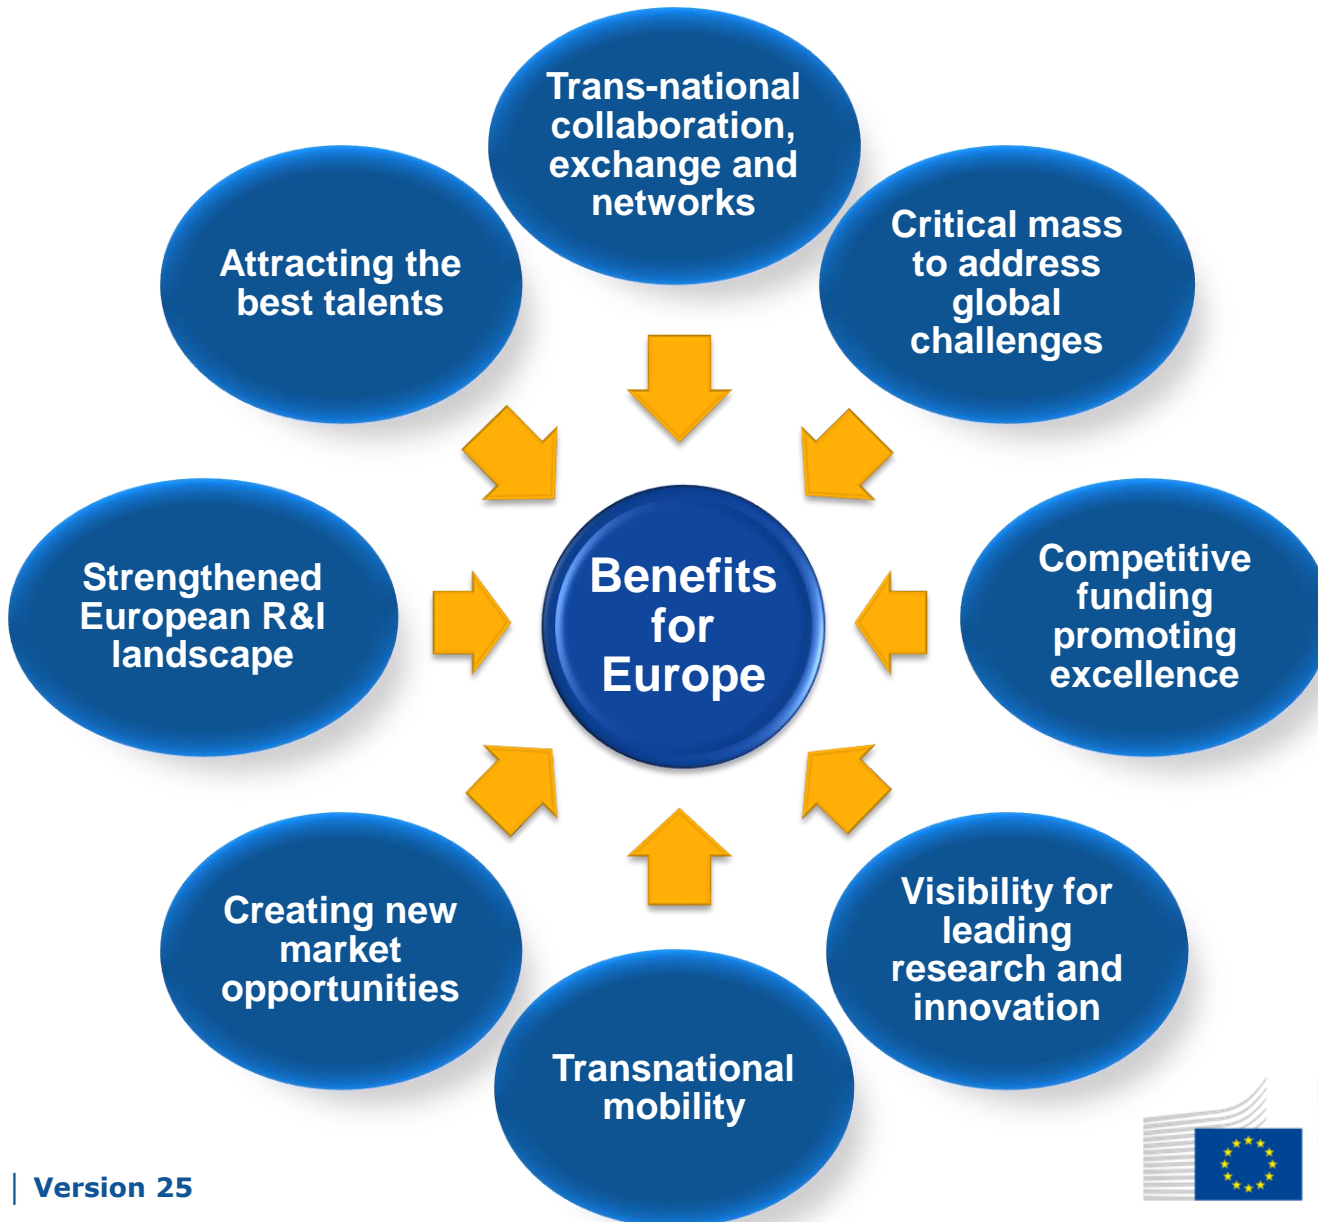 Trans-national
collaboration,
exchange and
networks
Critical mass
to address
global
challenges
Attracting the
best talents
Benefits
for
Europe
Competitive
funding
promoting
excellence
Strengthened
European R&I
landscape
Visibility for
leading
research and
innovation
Creating new
market
opportunities
Transnational
mobility
| Version 25